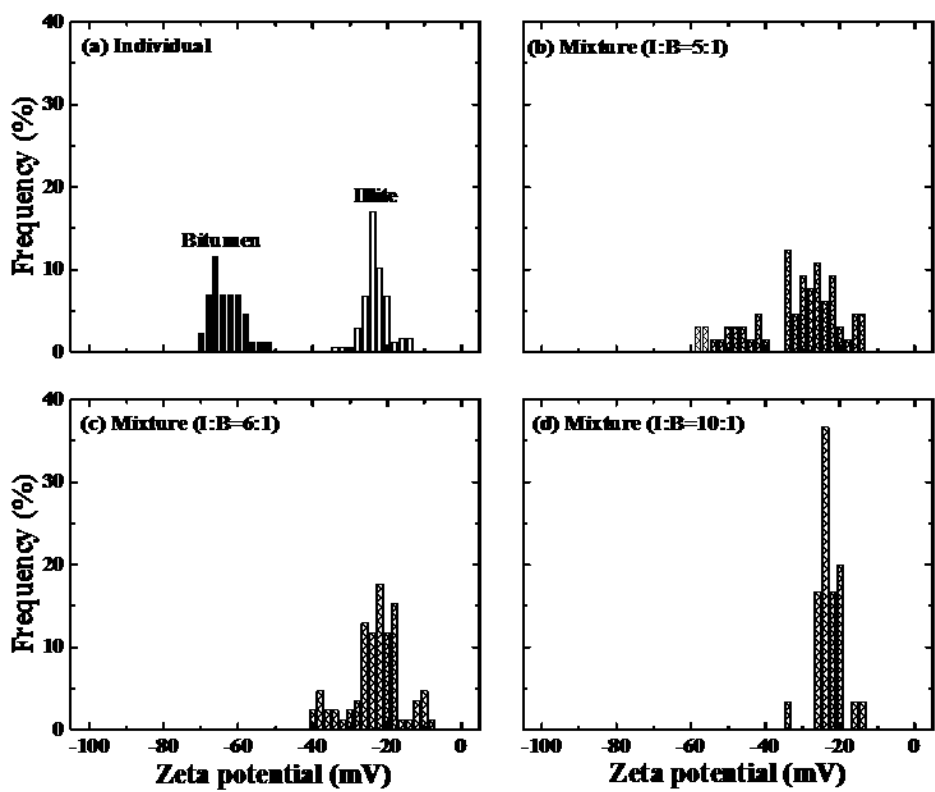 40
(a) Individual
(b) Mixture (I:B=5:1)
30
Frequency (%)
20
Illite
Bitumen
10
0
40
(c) Mixture (I:B=6:1)
(d) Mixture (I:B=10:1)
30
Frequency (%)
20
10
0
-100 -80 -60 -40 -20 0
-100 -80 -60 -40 -20 0
Zeta potential (mV)
Zeta potential (mV)